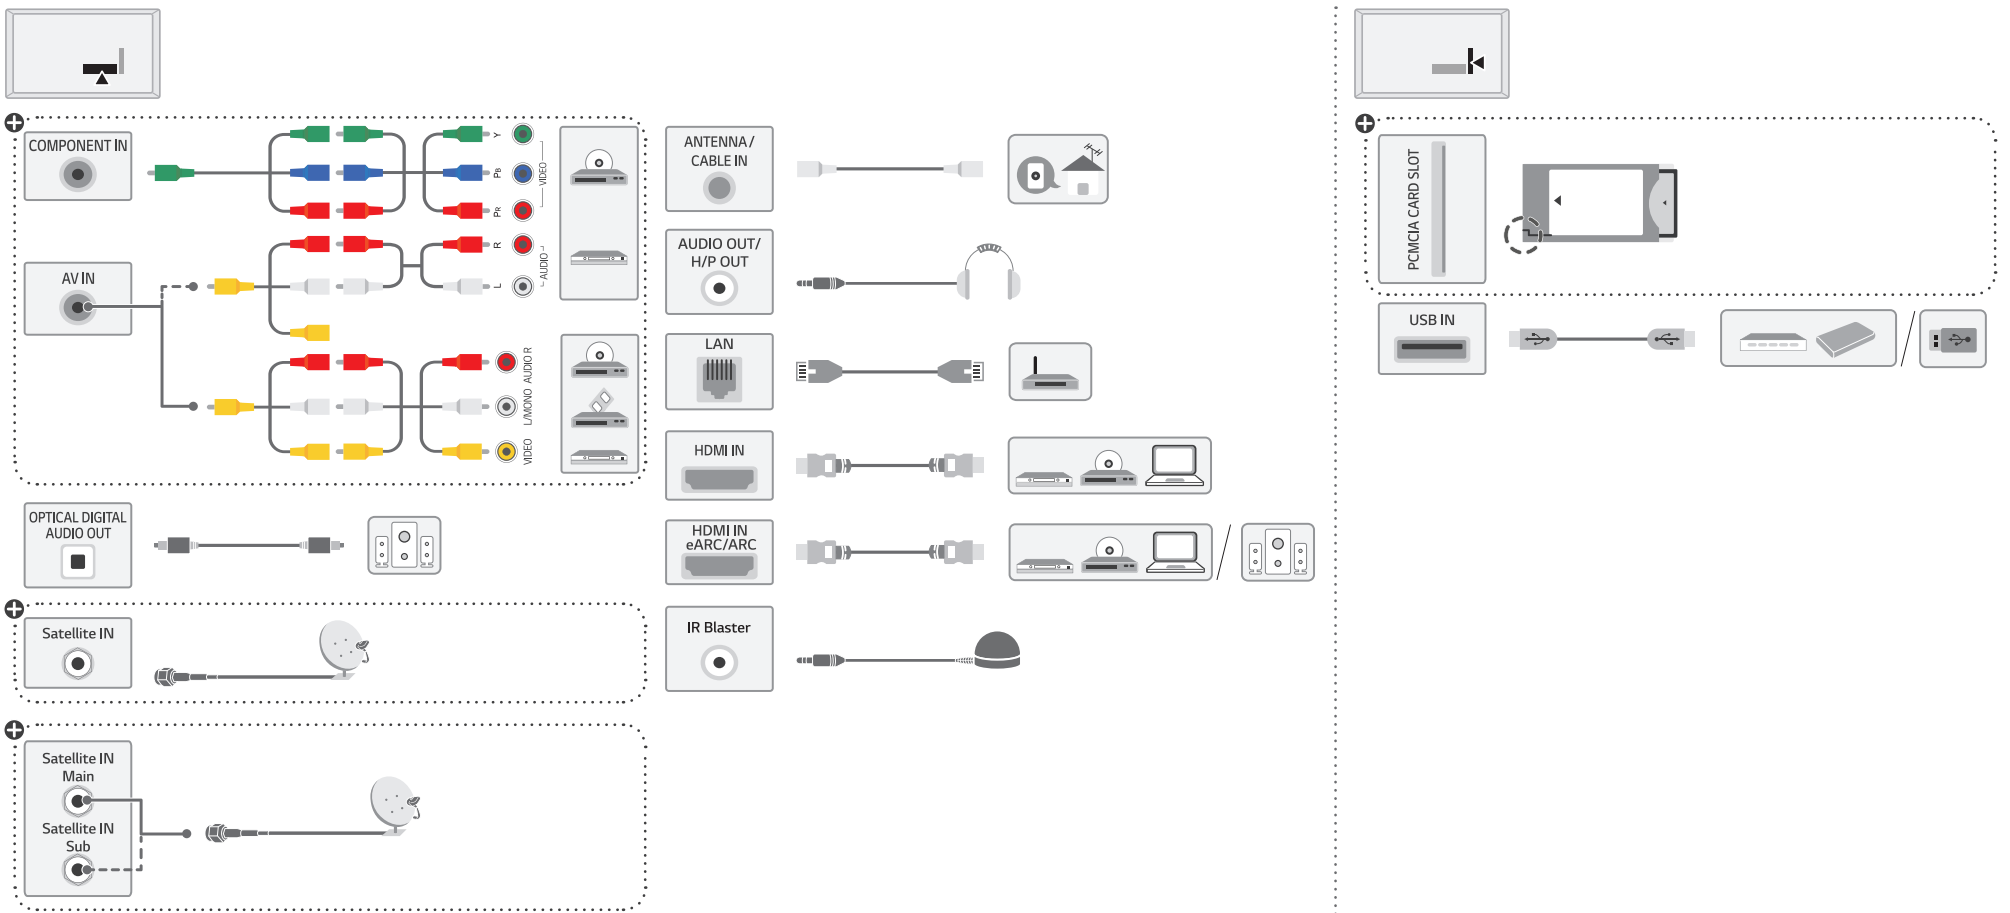 COMPONENT IN
Y
PB
PR
VIDEO
R
L
AUDIO
AV IN
AUDIO R
L/MONO
VIDEO
OPTICAL DIGITAL
AUDIO OUT
Satellite IN
Satellite IN
Main
Satellite IN
Sub
ANTENNA/
CABLE IN
AUDIO OUT/
H/P OUT
LAN
HDMI IN
HDMI IN
eARC/ARC
IR Blaster
PCMCIA CARD SLOT
USB IN